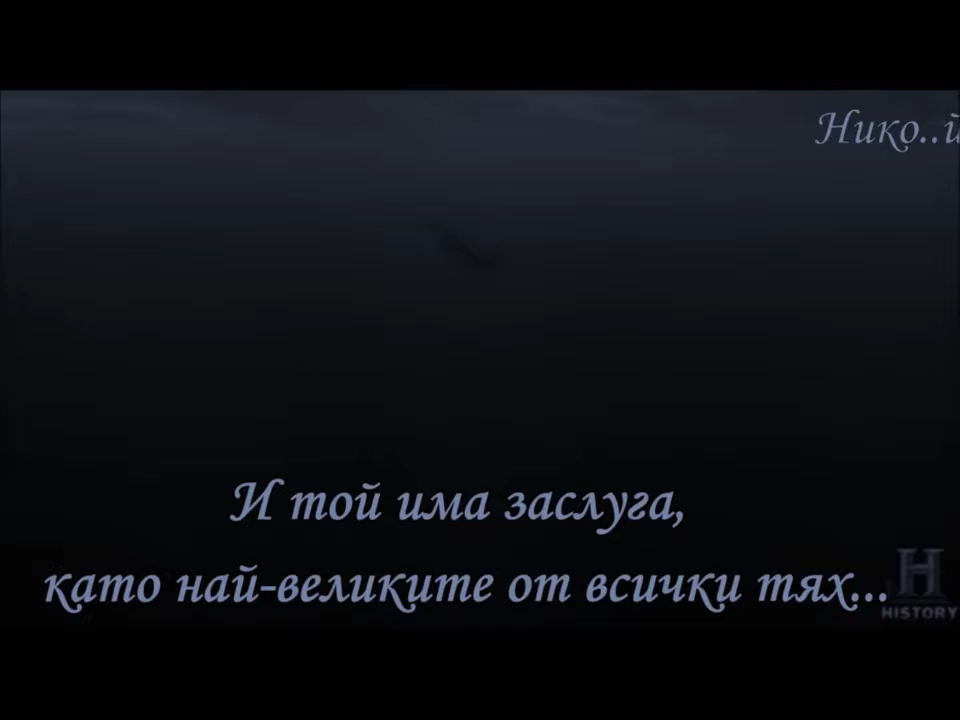 Нико..й
И той има заслуга,
като най-великите от всички тях...
H
HISTORY